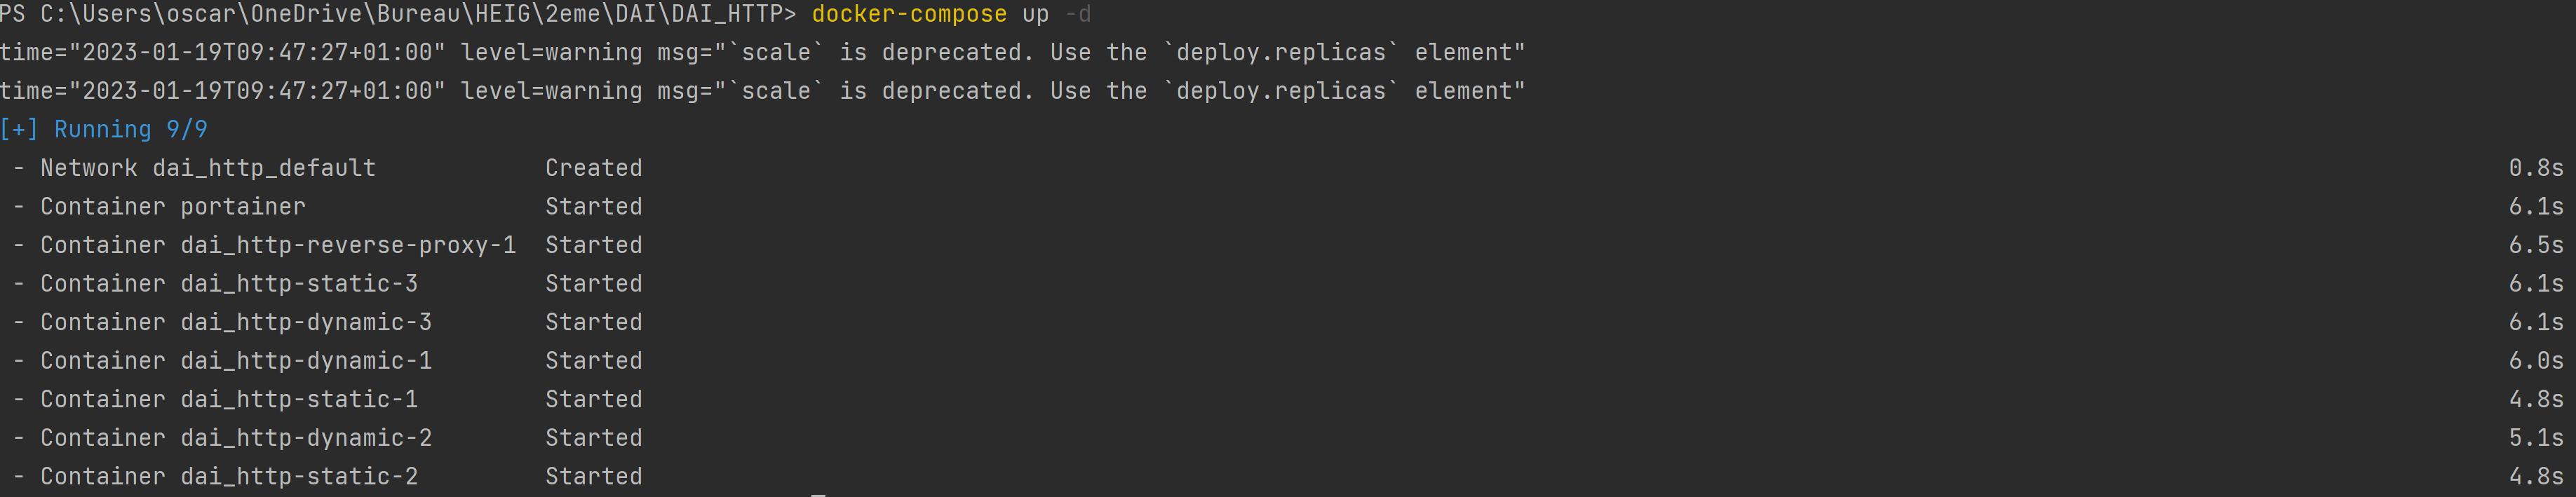 PS C:\Users\oscar\OneDrive\Bureau\HEIG\2eme\DAI\DAI_HTTP> docker-compose up -d
time="2023-01-19T09:47:27+01:00" level=warning msg="`scale` is deprecated. Use the `deploy.replicas` element"
time="2023-01-19T09:47:27+01:00" level=warning msg="`scale` is deprecated. Use the `deploy.replicas` element"
[+] Running 9/9
 - Network dai_http_default            Created            0.8s
 - Container portainer                 Started            6.1s
 - Container dai_http-reverse-proxy-1  Started            6.5s
 - Container dai_http-static-3         Started            6.1s
 - Container dai_http-dynamic-3        Started            6.1s
 - Container dai_http-dynamic-1        Started            6.0s
 - Container dai_http-static-1         Started            4.8s
 - Container dai_http-dynamic-2        Started            5.1s
 - Container dai_http-static-2         Started            4.8s